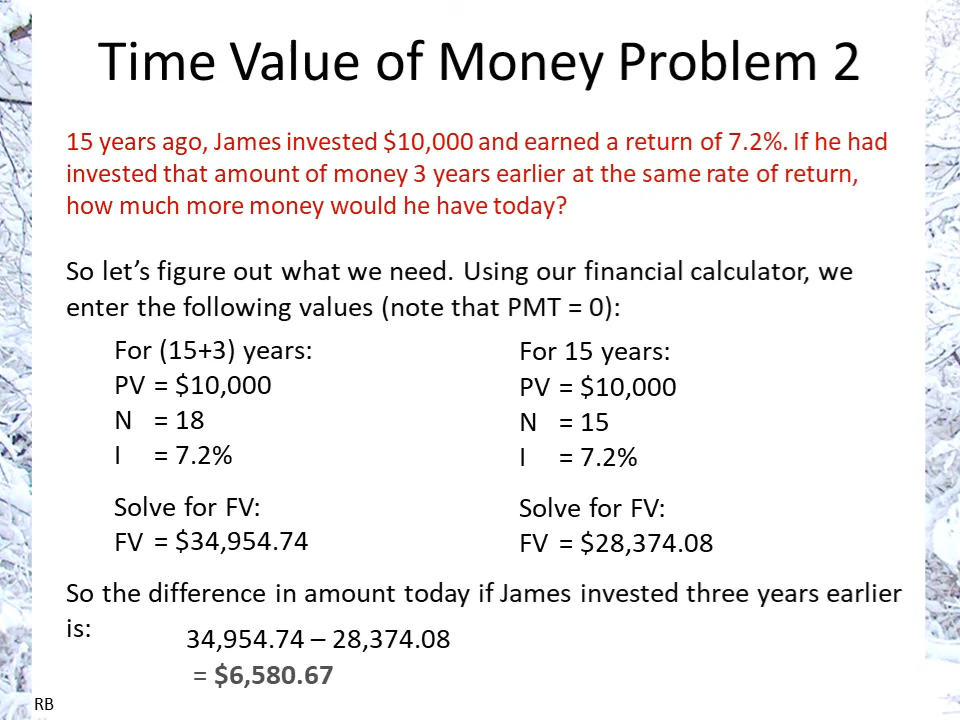 Time Value of Money Problem 2
15 years ago, James invested $10,000 and earned a return of 7.2%. If he had
invested that amount of money 3 years earlier at the same rate of return,
how much more money would he have today?
So let's figure out what we need. Using our financial calculator, we
enter the following values (note that PMT = 0):
For (15+3) years:
PV = $10,000
N = 18
I = 7.2%
Solve for FV:
FV = $34,954.74
For 15 years:
PV = $10,000
N = 15
I = 7.2%
Solve for FV:
FV = $28,374.08
So the difference in amount today if James invested three years earlier
is:
34,954.74 – 28,374.08
= $6,580.67
RB